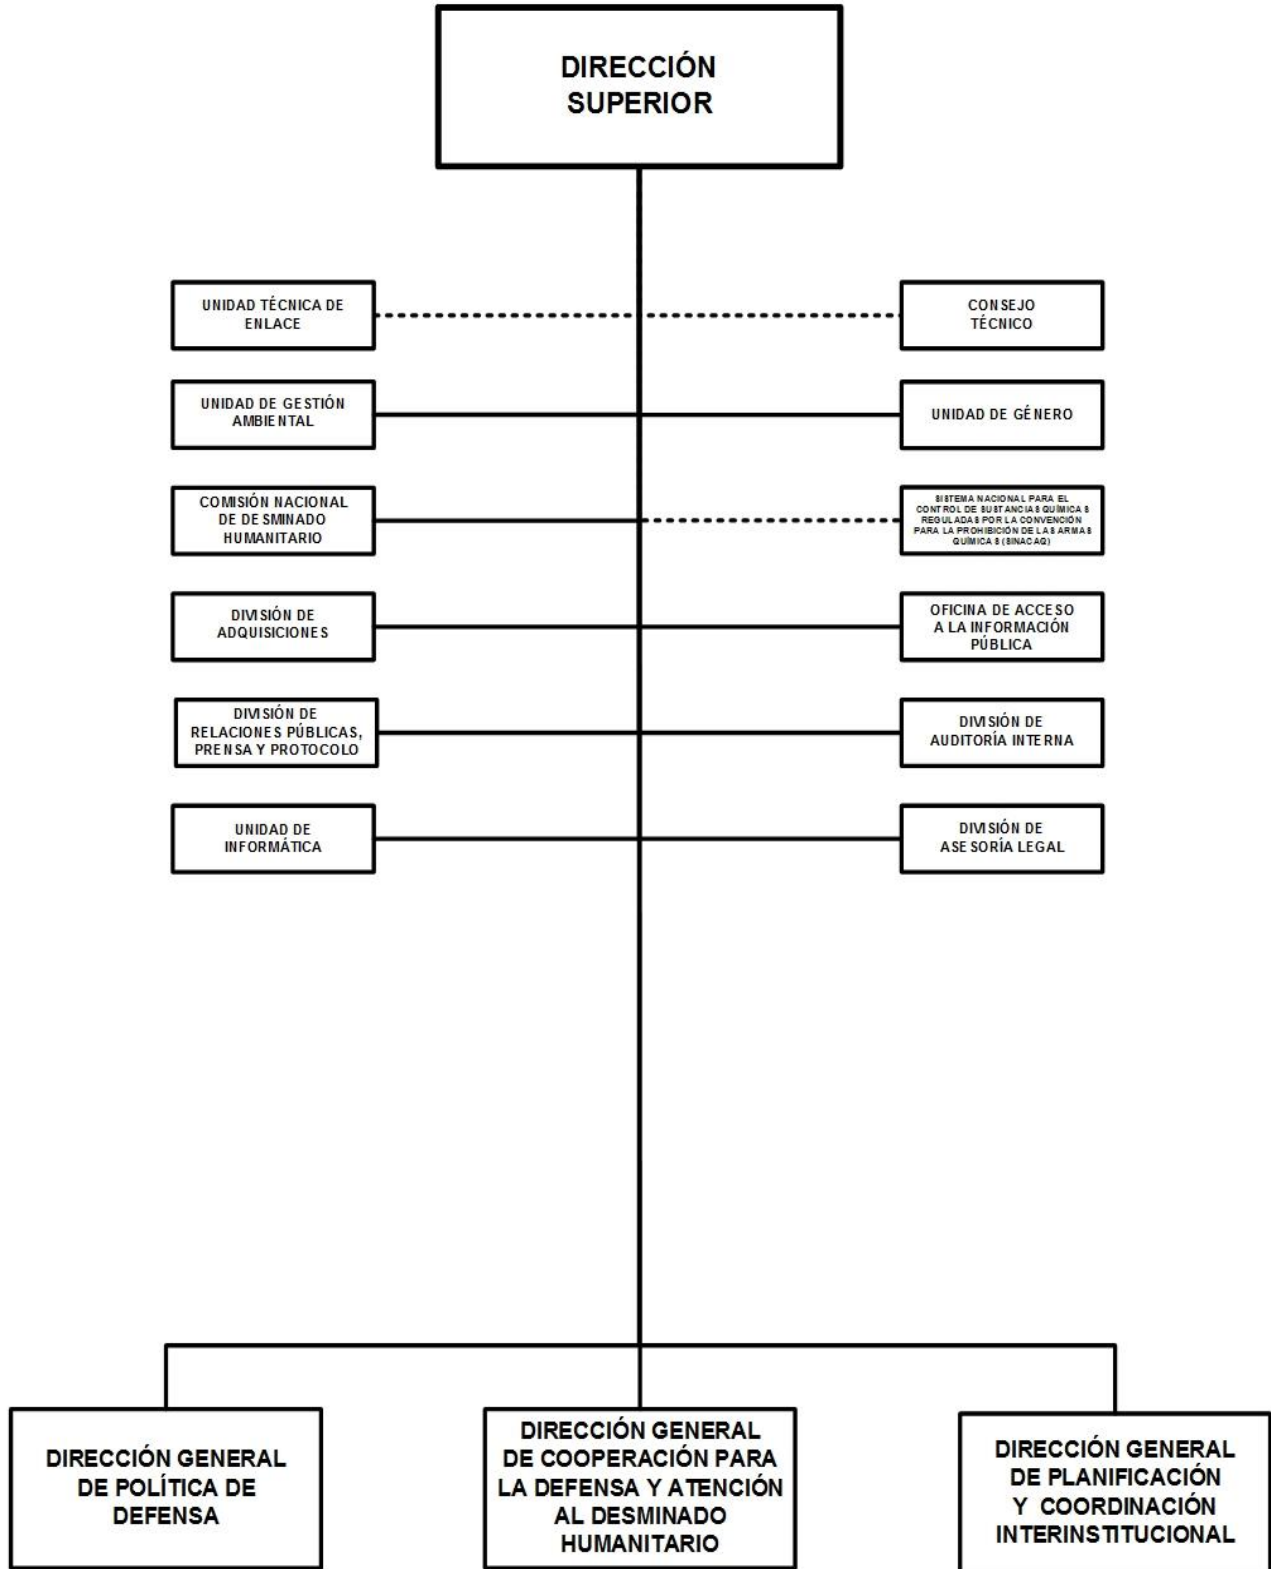 DIRECCIÓN
SUPERIOR
UNIDAD TÉCNICA DE
ENLACE
CONSEJO
TÉCNICO
UNIDAD DE GESTIÓN
AMBIENTAL
UNIDAD DE GÉNERO
COMISIÓN NACIONAL
DE DESMINADO
HUMANITARIO
SISTEMA NACIONAL PARA EL
CONTROL DE SUSTANCIAS QUÍMICAS
REGULADAS POR LA CONVENCIÓN
PARA LA PROHIBICIÓN DE LAS ARMAS
QUÍMICAS (SINACAQ)
DIVISIÓN DE
ADQUISICIONES
OFICINA DE ACCESO
A LA INFORMACIÓN
PÚBLICA
DIVISIÓN DE
RELACIONES PÚBLICAS,
PRENSA Y PROTOCOLO
DIVISIÓN DE
AUDITORÍA INTERNA
UNIDAD DE
INFORMÁTICA
DIVISIÓN DE
ASESORÍA LEGAL
DIRECCIÓN GENERAL
DE POLÍTICA DE
DEFENSA
DIRECCIÓN GENERAL
DE COOPERACIÓN PARA
LA DEFENSA Y ATENCIÓN
AL DESMINADO
HUMANITARIO
DIRECCIÓN GENERAL
DE PLANIFICACIÓN
Y COORDINACIÓN
INTERINSTITUCIONAL